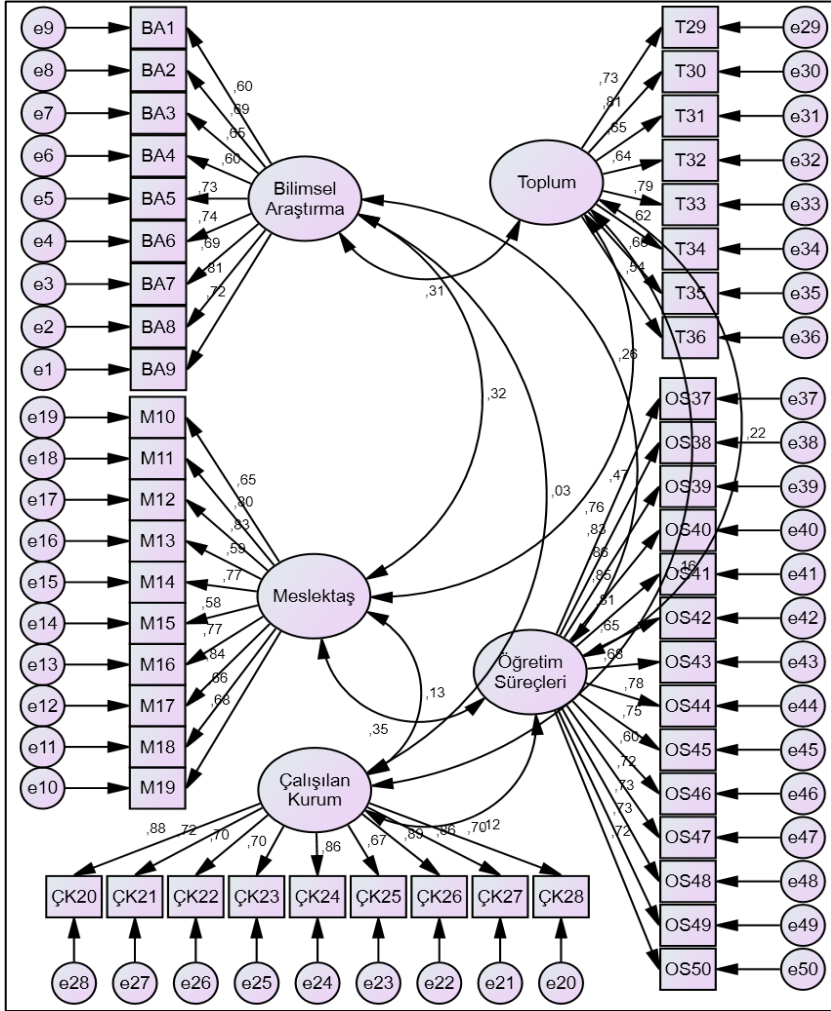 e9 BA1
e8 BA2
e7 BA3
e6 BA4
e5 BA5
e4 BA6
e3 BA7
e2 BA8
e1 BA9
,60
,69
,65
,60
,73
,74
,69
,81
,72
Bilimsel
Araştırma
T29 e29
T30 e30
T31 e31
T32 e32
T33 e33
T34 e34
T35 e35
T36 e36
,73
,81
,65
,64
,79
,62
,54
Toplum
,31
,32
,26
,03
,22
,16
e19 M10
e18 M11
e17 M12
e16 M13
e15 M14
e14 M15
e13 M16
e12 M17
e11 M18
e10 M19
,65
,80
,83
,59
,77
,58
,77
,84
,66
,68
Meslektaş
,13
,35
OS37 e37
OS38 e38
OS39 e39
OS40 e40
OS41 e41
OS42 e42
OS43 e43
OS44 e44
OS45 e45
OS46 e46
OS47 e47
OS48 e48
OS49 e49
OS50 e50
,47
,76
,83
,86
,85
,81
,65
,68
,78
,75
,60
,72
,73
,73
,72
Öğretim
Süreçleri
Çalışılan
Kurum
,88 ,72 ,70 ,70 ,86 ,67 ,89 ,86 ,70 ,12
ÇK20 ÇK21 ÇK22 ÇK23 ÇK24 ÇK25 ÇK26 ÇK27 ÇK28
e28 e27 e26 e25 e24 e23 e22 e21 e20